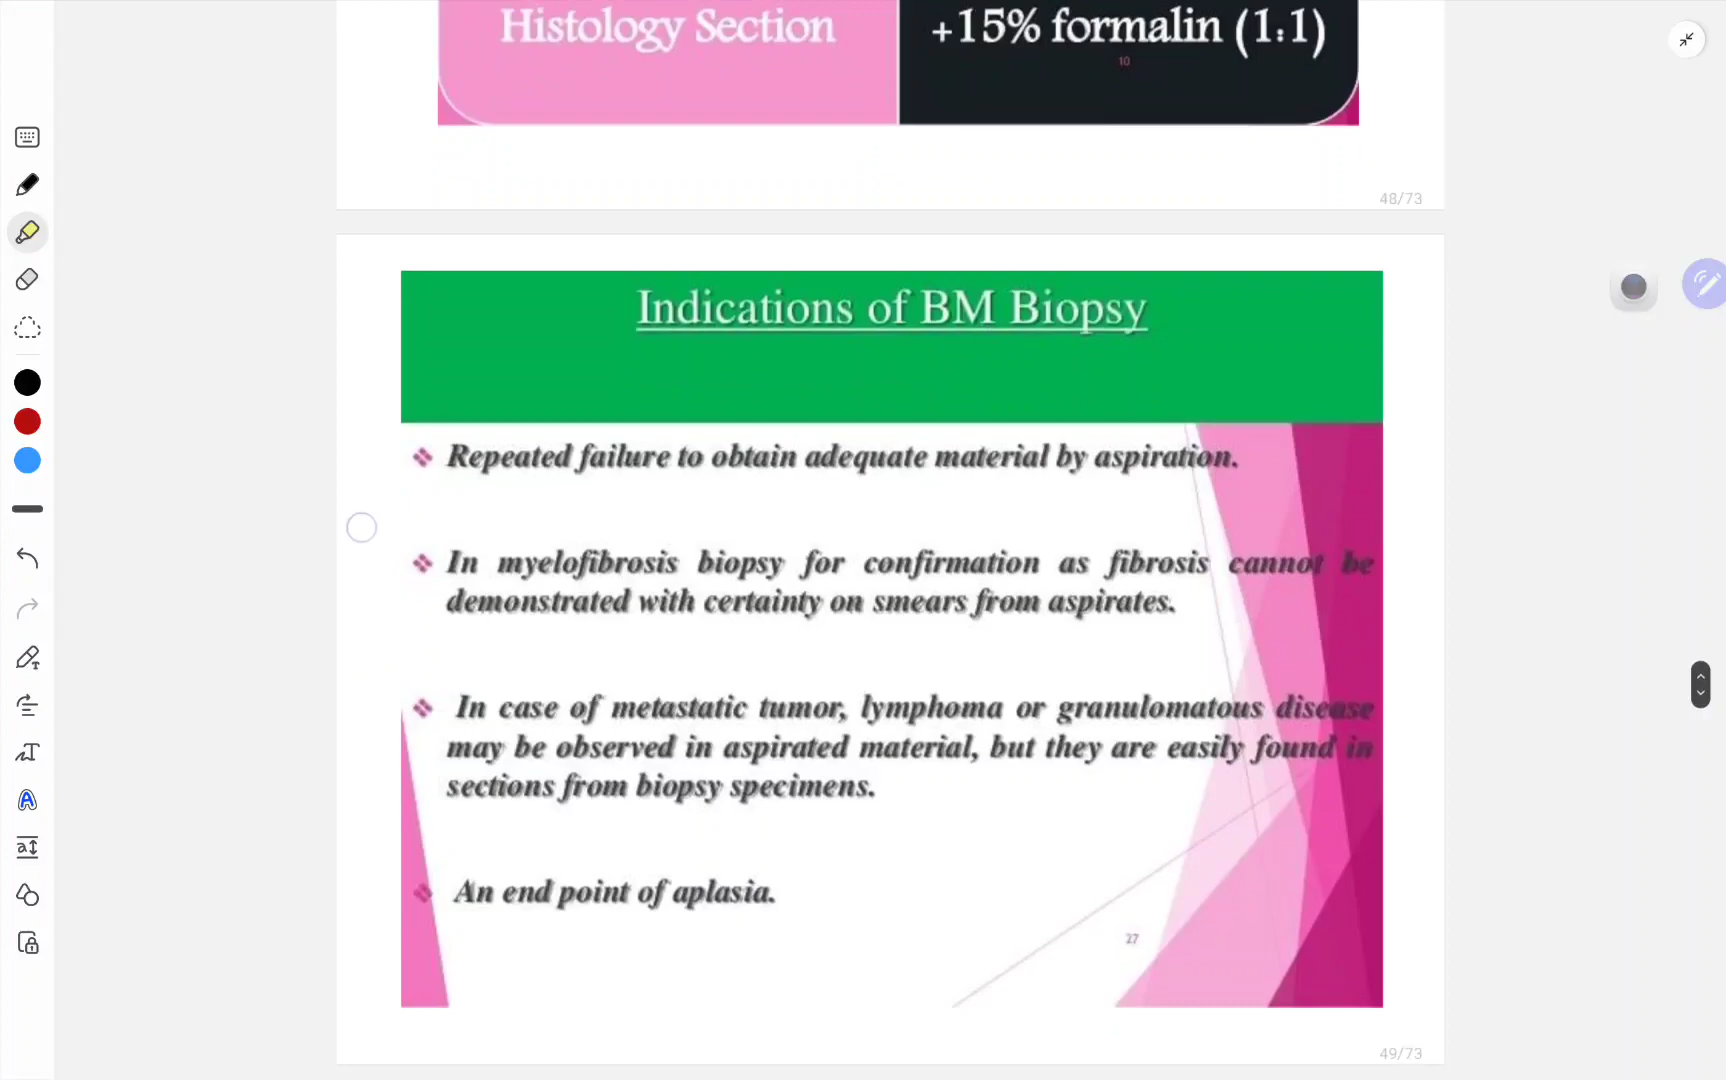 Histology Section
+15% formalin (1:1)
10
48/73
Indications of BM Biopsy
Repeated failure to obtain adequate material by aspiration.
In myelofibrosis biopsy for confirmation as fibrosis cannot be
demonstrated with certainty on smears from aspirates.
In case of metastatic tumor, lymphoma or granulomatous disease
may be observed in aspirated material, but they are easily found in
sections from biopsy specimens.
An end point of aplasia.
27
49/73